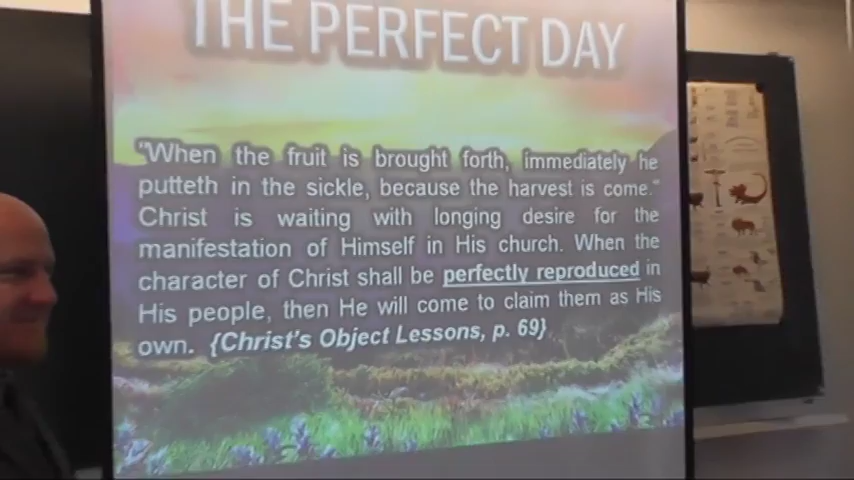 THE PERFECT DAY
"When the fruit is brought forth, immediately he
putteth in the sickle, because the harvest is come."
Christ is waiting with longing desire for the
manifestation of Himself in His church. When the
character of Christ shall be perfectly reproduced in
His people, then He will come to claim them as His
own. {Christ's Object Lessons, p. 69}